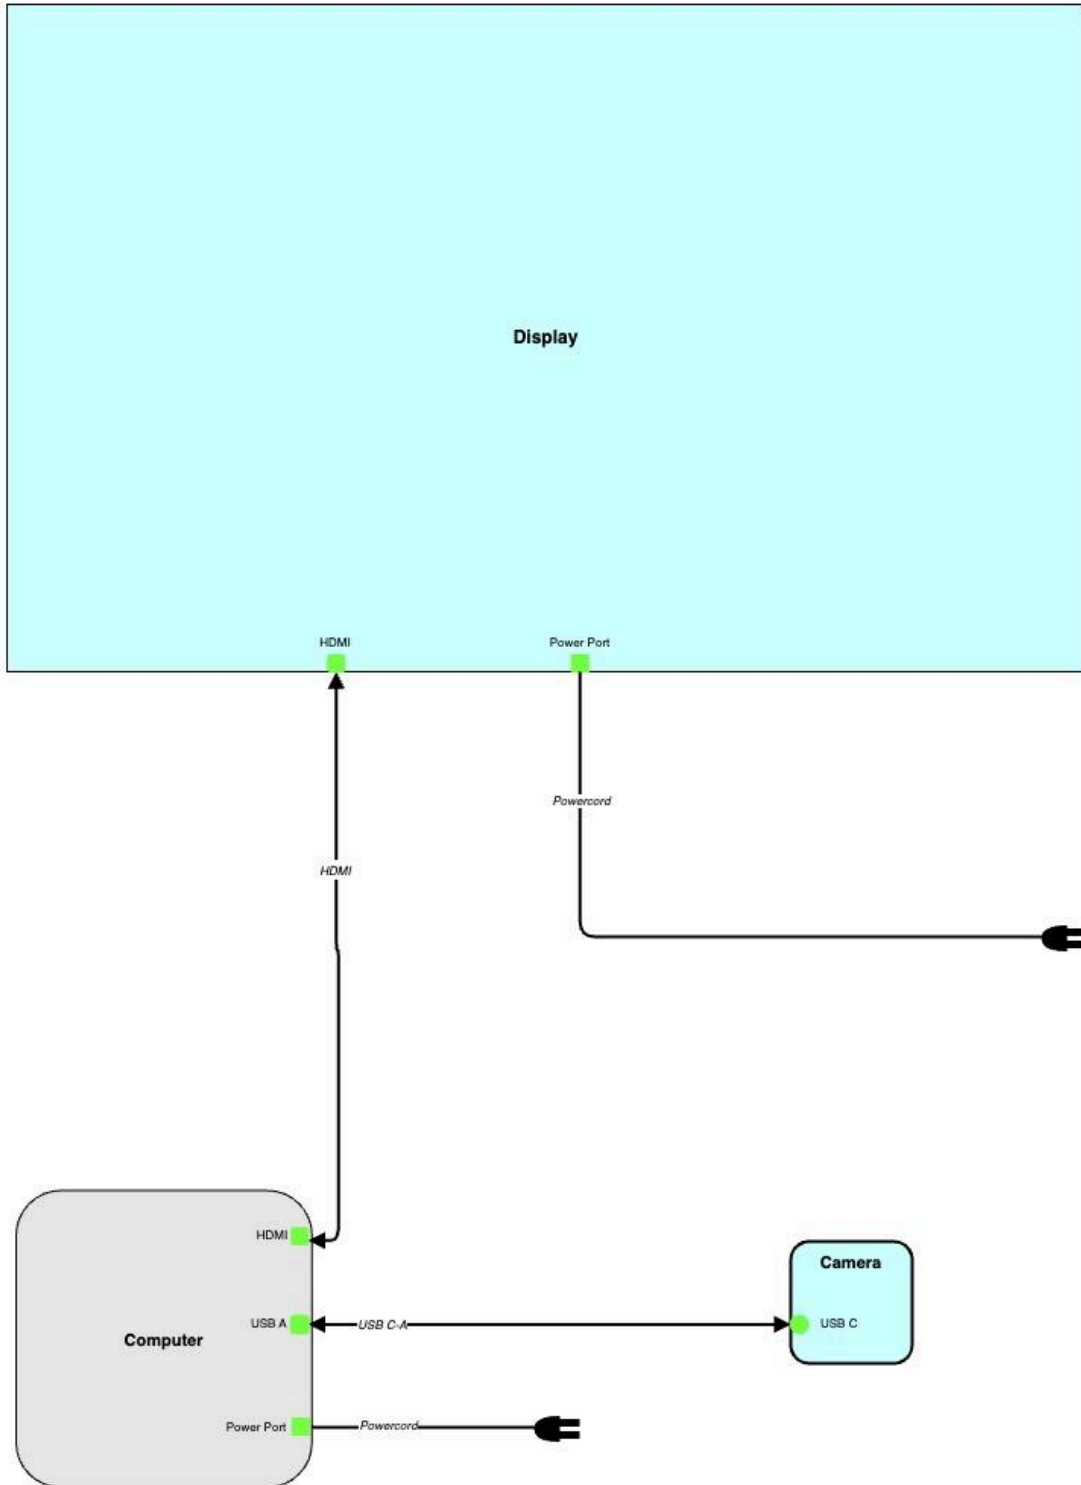 Display
HDMI
Power Port
Powercord
HDMI
HDMI
Camera
USB A
USB C-A
USB C
Computer
Power Port
Powercord